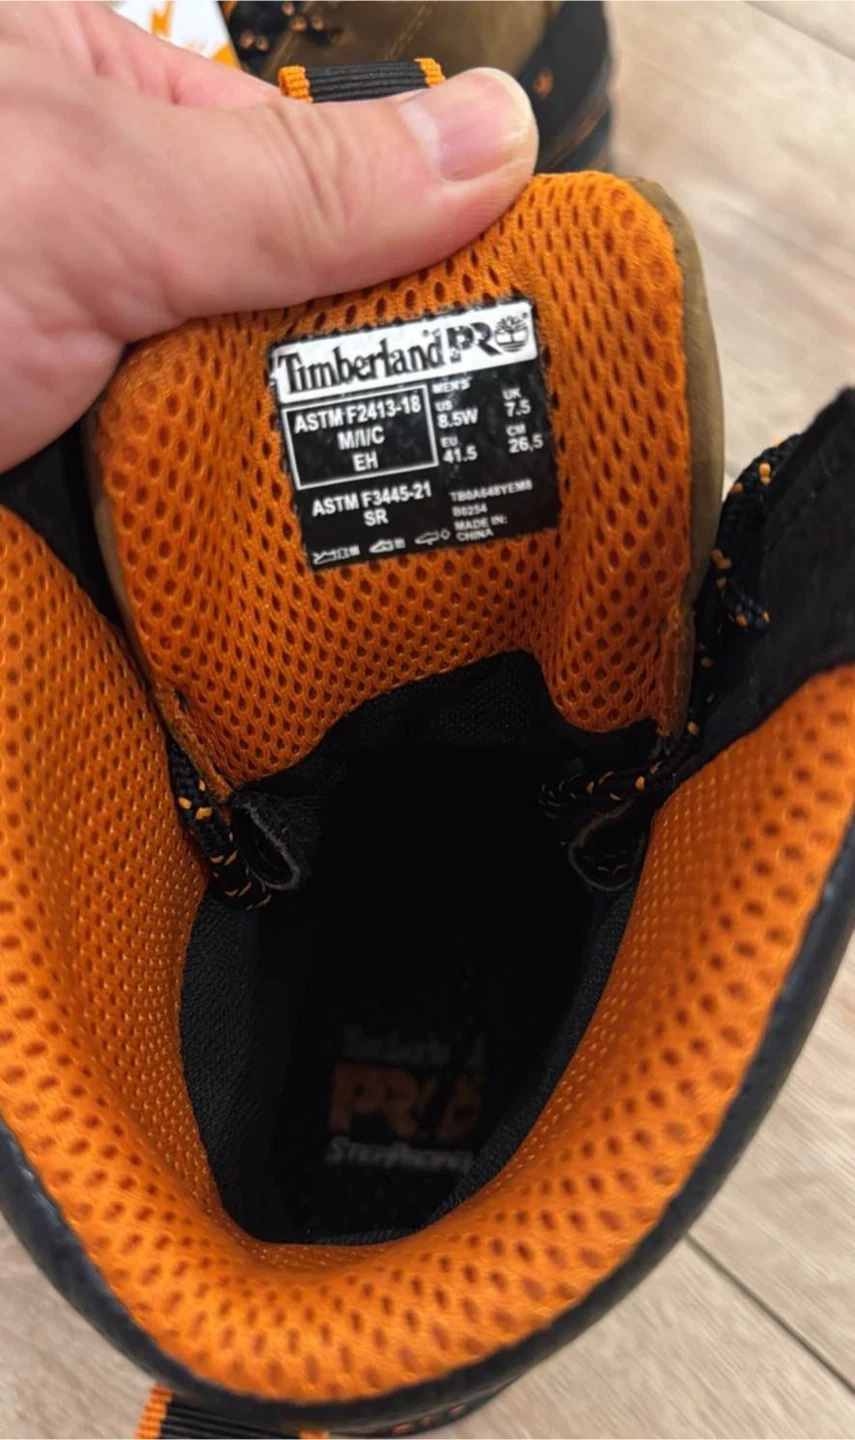 Timberland PRO
ASTM F2413-18
M/I/C
EH
ASTM F3445-21
SR
MEN'S
US
8.5W
UK
7.5
EU
41.5
CM
26,5
MADE IN:
CHINA
PRO